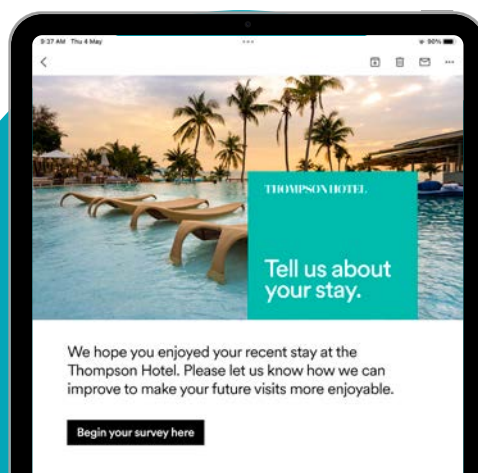 9:37 AM Thu 4 May
90%
THOMPSON HOTEL
Tell us about
your stay.
We hope you enjoyed your recent stay at the
Thompson Hotel. Please let us know how we can
improve to make your future visits more enjoyable.
Begin your survey here